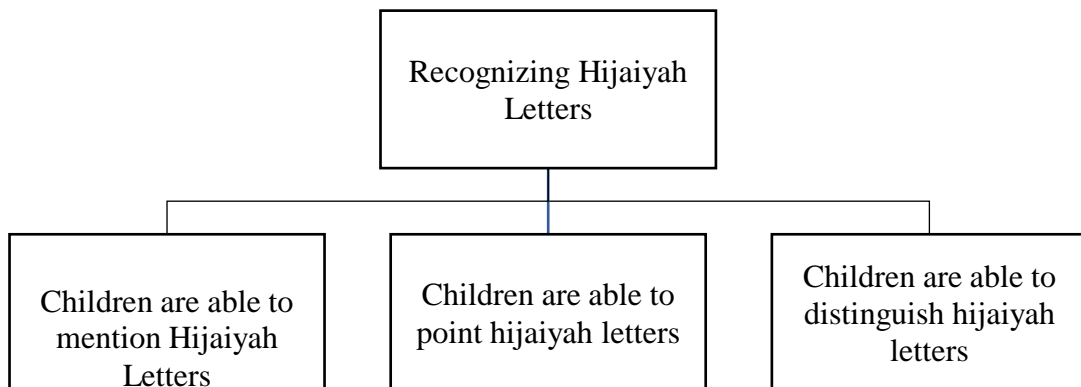 Recognizing Hijaiyah
Letters
Children are able to
mention Hijaiyah
Letters
Children are able to
point hijaiyah letters
Children are able to
distinguish hijaiyah
letters